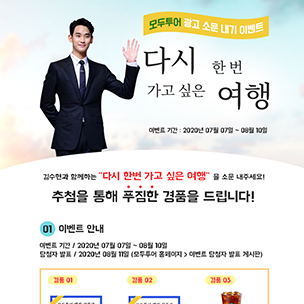 모두투어 광고 소문 내기 이벤트
다시 한 번
가고 싶은 여행
이벤트 기간 : 2020년 07월 07일 ~ 08월 10일
김수현과 함께하는 "다시 한번 가고 싶은 여행" 을 소문 내주세요!
추첨을 통해 푸짐한 경품을 드립니다!
01 이벤트 안내
이벤트 기간 / 2020년 07월 07일 ~ 08월 10일
당첨자 발표 / 2020년 08월 11일 (모두투어 홈페이지 > 이벤트 당첨자 발표 게시판)
경품 01 경품 02 경품 03